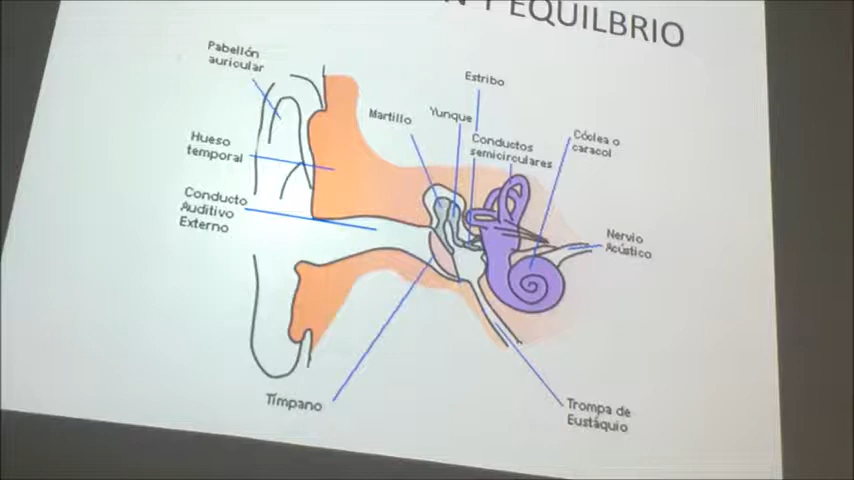 Y EQUILBRIO
Pabellón
auricular
Estribo
Martillo
Yunque
Cóclea o
caracol
Conductos
semicirculares
Hueso
temporal
Conducto
Auditivo
Externo
Nervio
Acústico
Tímpano
Trompa de
Eustáquio